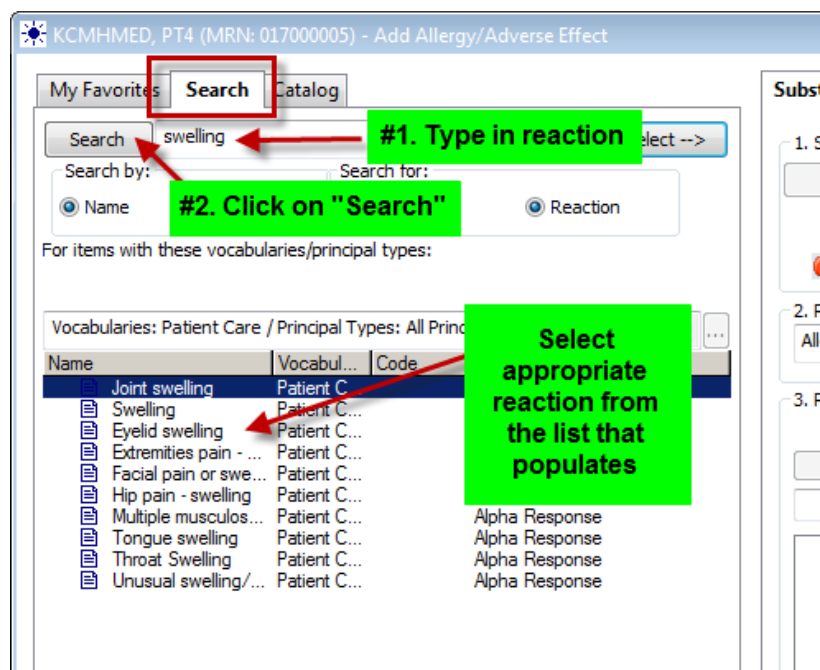 KCMHMED, PT4 (MRN: 017000005) - Add Allergy/Adverse Effect
My Favorites Search Catalog
Subst
Search swelling #1. Type in reaction elect -->
1. S
Search by: Search for:
Name #2. Click on "Search" Reaction
For items with these vocabularies/principal types:
2. R
Vocabularies: Patient Care / Principal Types: All Princ ...
All
Name Vocabul... Code
3. R
Select
appropriate
reaction from
the list that
populates
Joint swelling Patient C...
Swelling Patient C...
Eyelid swelling Patient C...
Extremities pain - ... Patient C...
Facial pain or swe... Patient C...
Hip pain - swelling Patient C...
Multiple musculos... Patient C... Alpha Response
Tongue swelling Patient C... Alpha Response
Throat Swelling Patient C... Alpha Response
Unusual swelling/... Patient C... Alpha Response